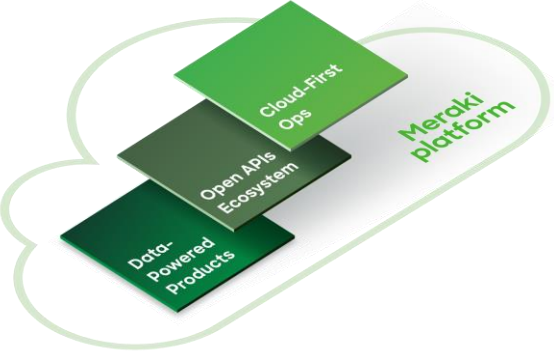 Cloud-First
Ops
Meraki
platform
Open APIs
Ecosystem
Data-
Powered
Products